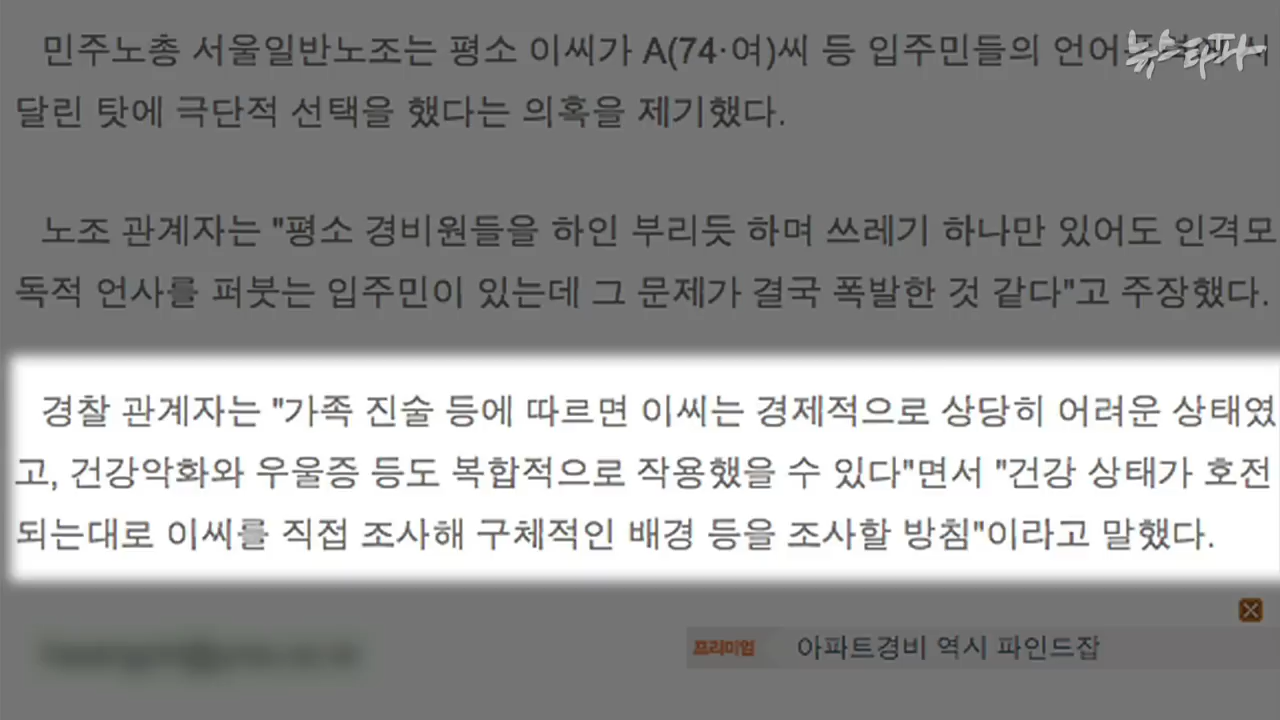 민주노총 서울일반노조는 평소 이씨가 A(74·여)씨 등 입주민들의
뉴스타파
달린 탓에 극단적 선택을 했다는 의혹을 제기했다.
노조 관계자는 "평소 경비원들을 하인 부리듯 하며 쓰레기 하나만 있어도 인격모
독적 언사를 퍼붓는 입주민이 있는데 그 문제가 결국 폭발한 것 같다"고 주장했다.
경찰 관계자는 "가족 진술 등에 따르면 이씨는 경제적으로 상당히 어려운 상태였
고, 건강악화와 우울증 등도 복합적으로 작용했을 수 있다"면서 "건강 상태가 호전
되는대로 이씨를 직접 조사해 구체적인 배경 등을 조사할 방침"이라고 말했다.
프리미엄 아파트경비 역시 파인드잡